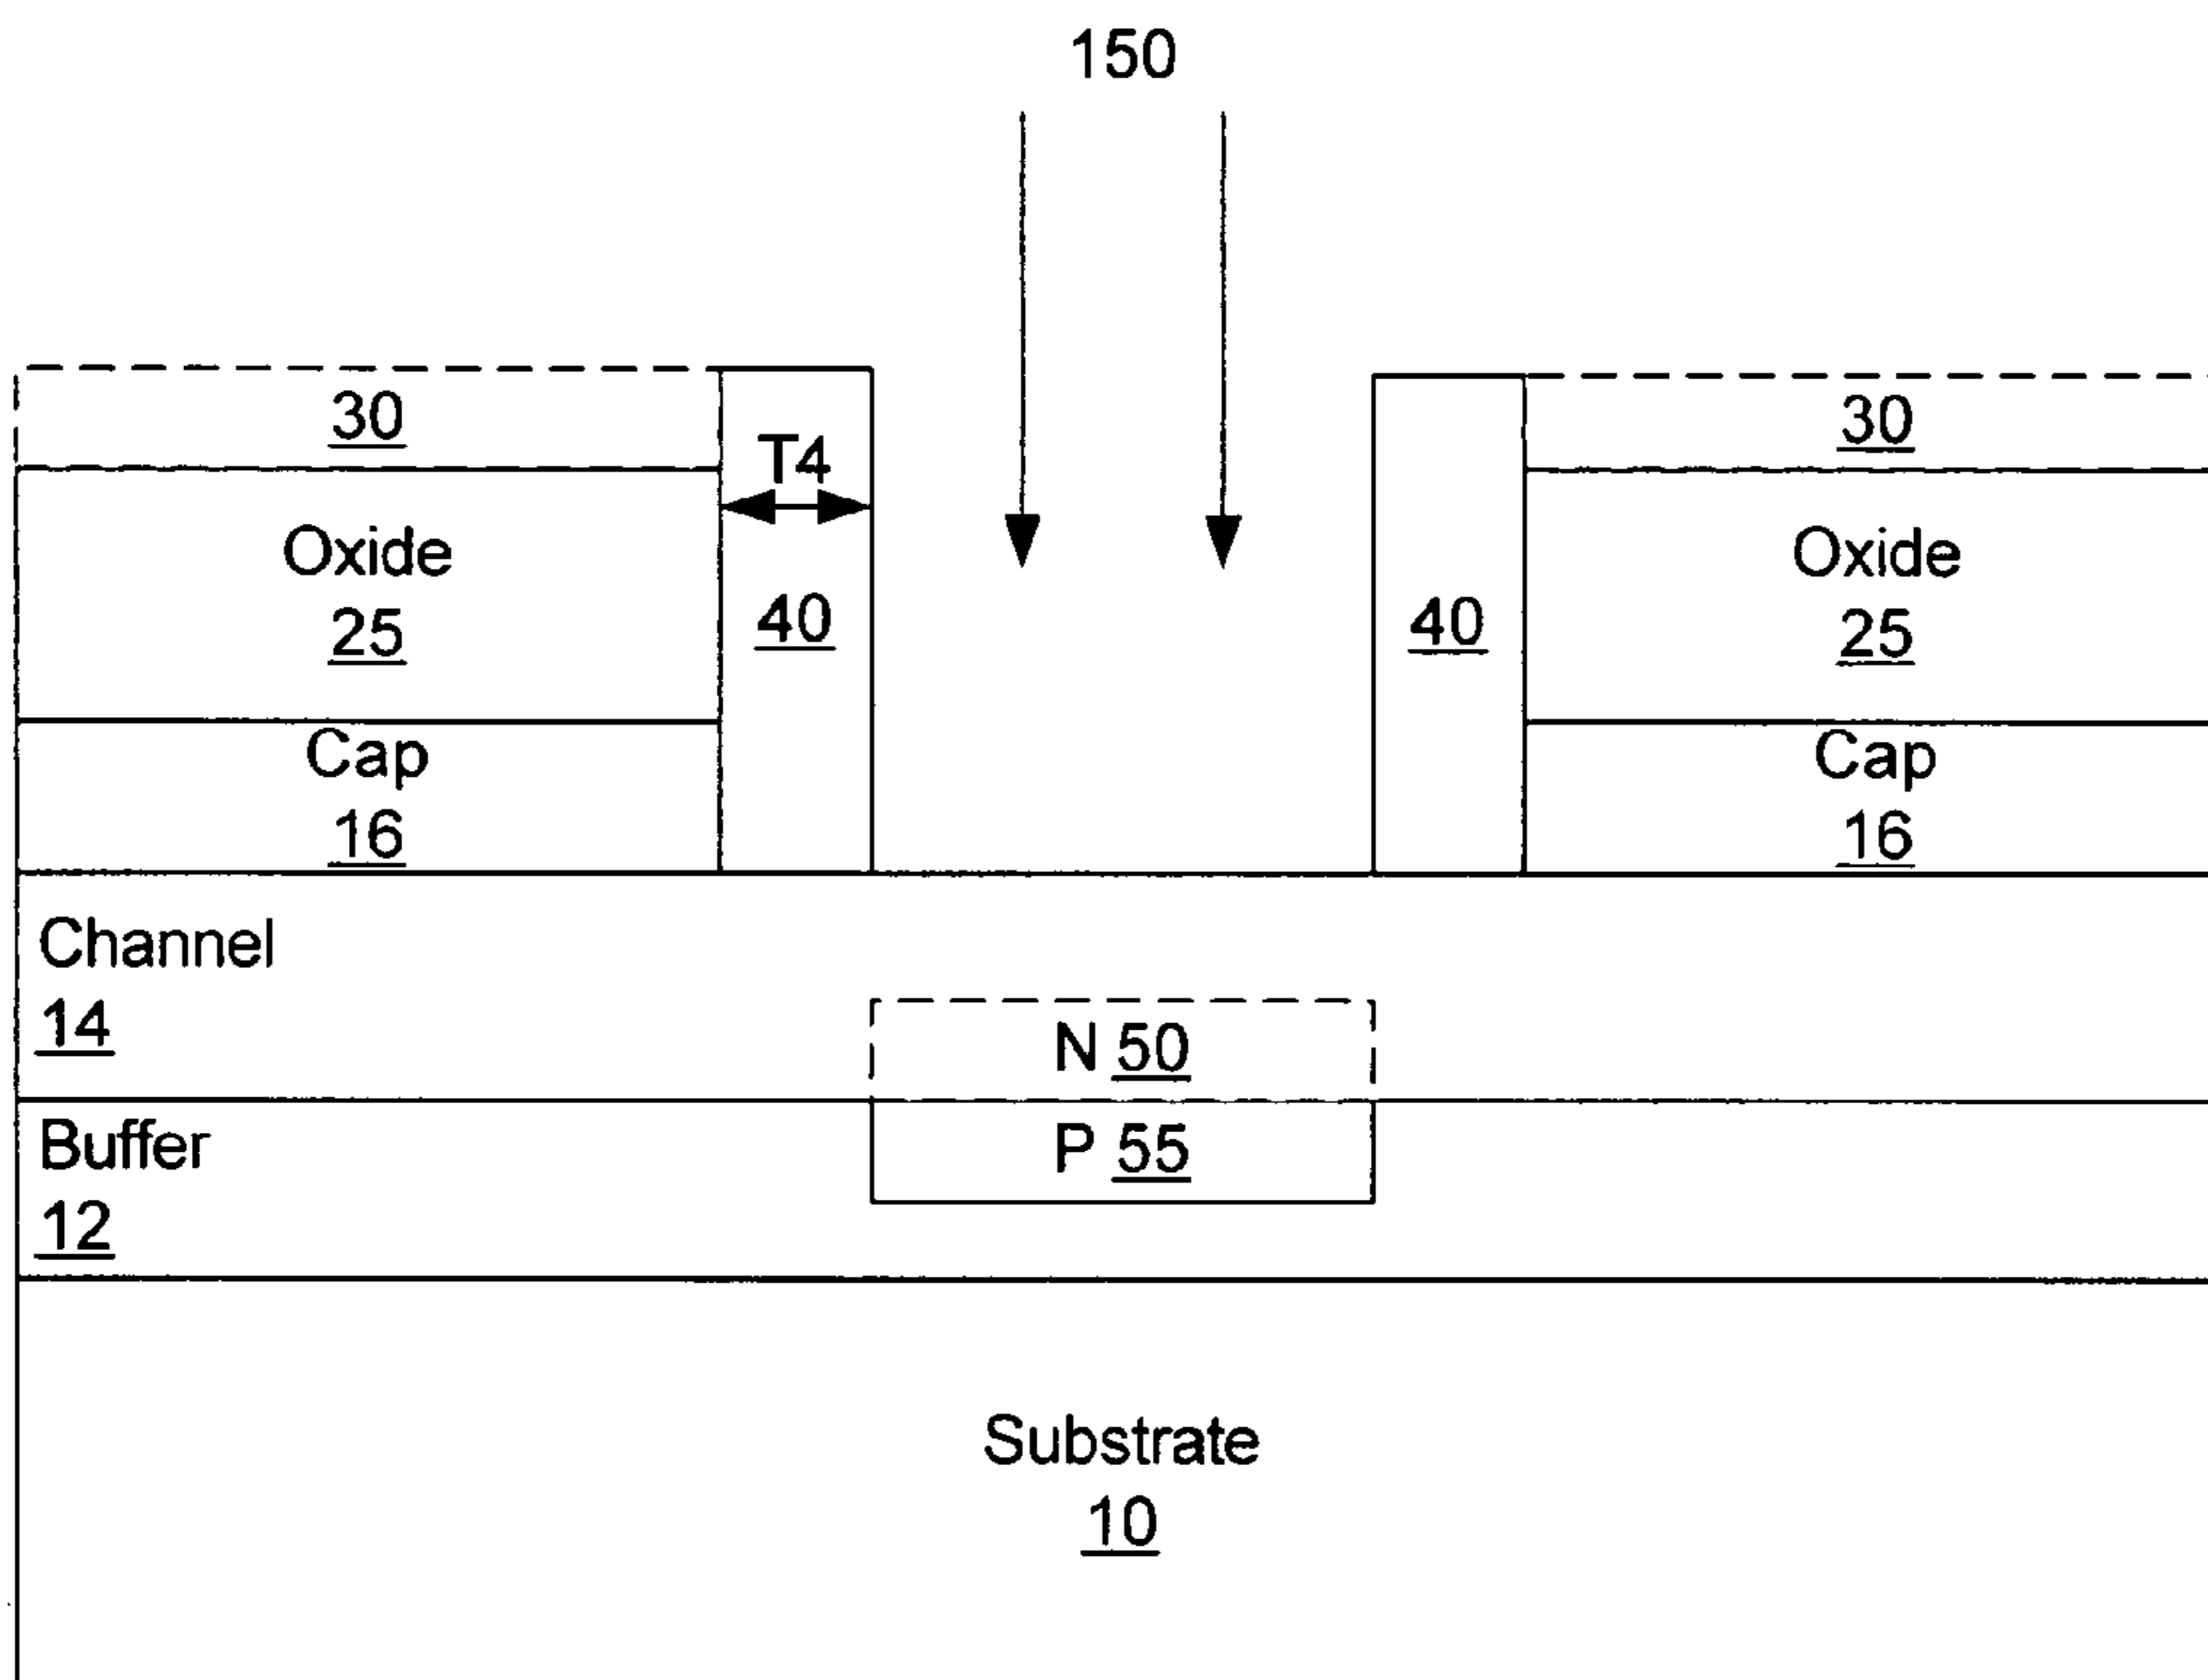 150
30
30
T4
Oxide
25
40
40
Oxide
25
Cap
16
Cap
16
Channel
14
N 50
Buffer
12
P 55
Substrate
10